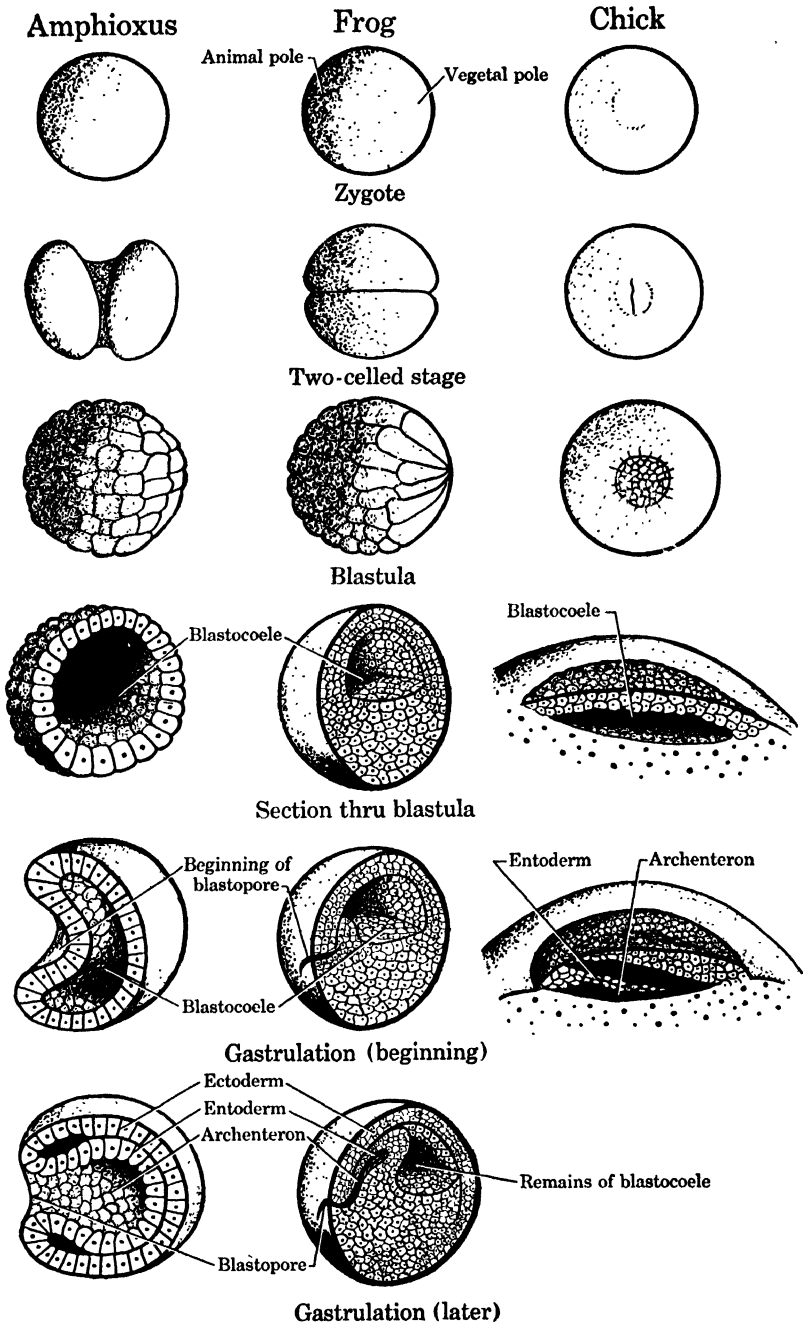 Amphioxus
Frog
Chick
Animal pole
Vegetal pole
Zygote
Two-celled stage
Blastula
Blastocoele
Blastocoele
Section thru blastula
Beginning of
blastopore
Entoderm
Archenteron
Blastocoele
Gastrulation (beginning)
Ectoderm
Entoderm
Archenteron
Remains of blastocoele
Blastopore
Gastrulation (later)